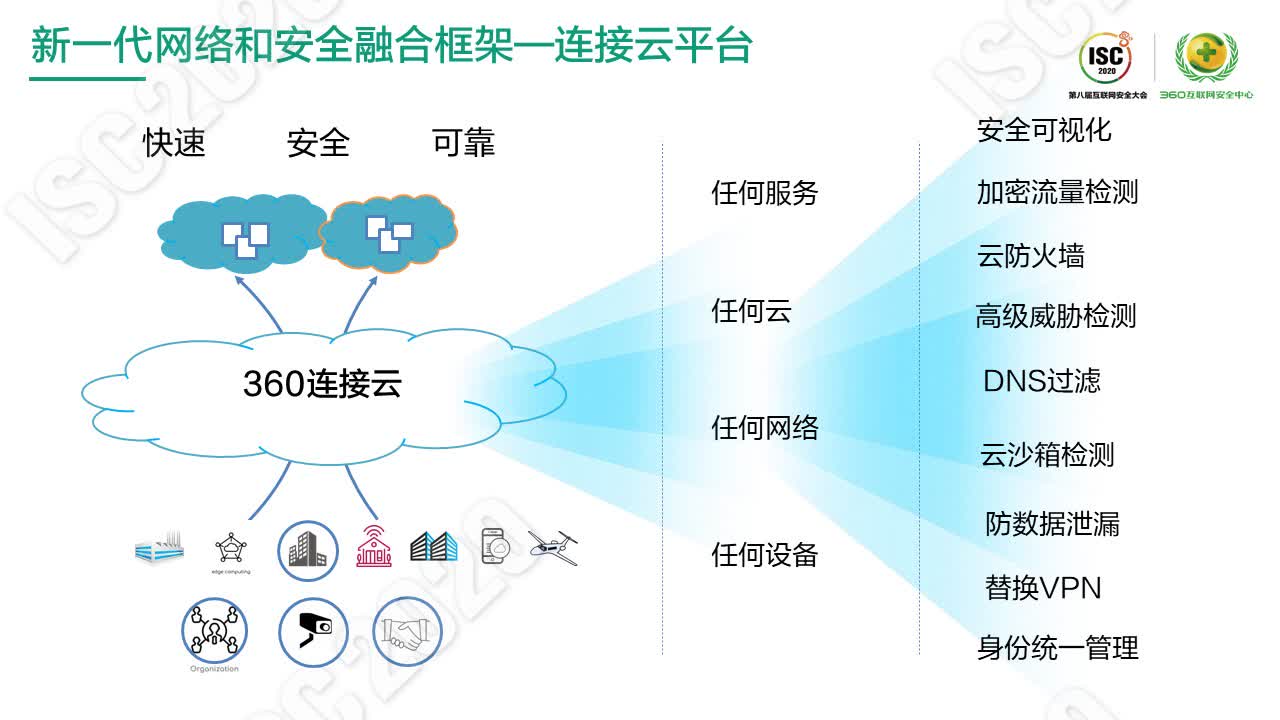 新一代网络和安全融合框架—连接云平台
ISC
2020
第八届互联网安全大会
360互联网安全中心
快速 安全 可靠
360连接云
edge computing
Organization
任何服务
任何云
任何网络
任何设备
安全可视化
加密流量检测
云防火墙
高级威胁检测
DNS过滤
云沙箱检测
防数据泄漏
替换VPN
身份统一管理
ISC2020
ISC2020
ISC2020